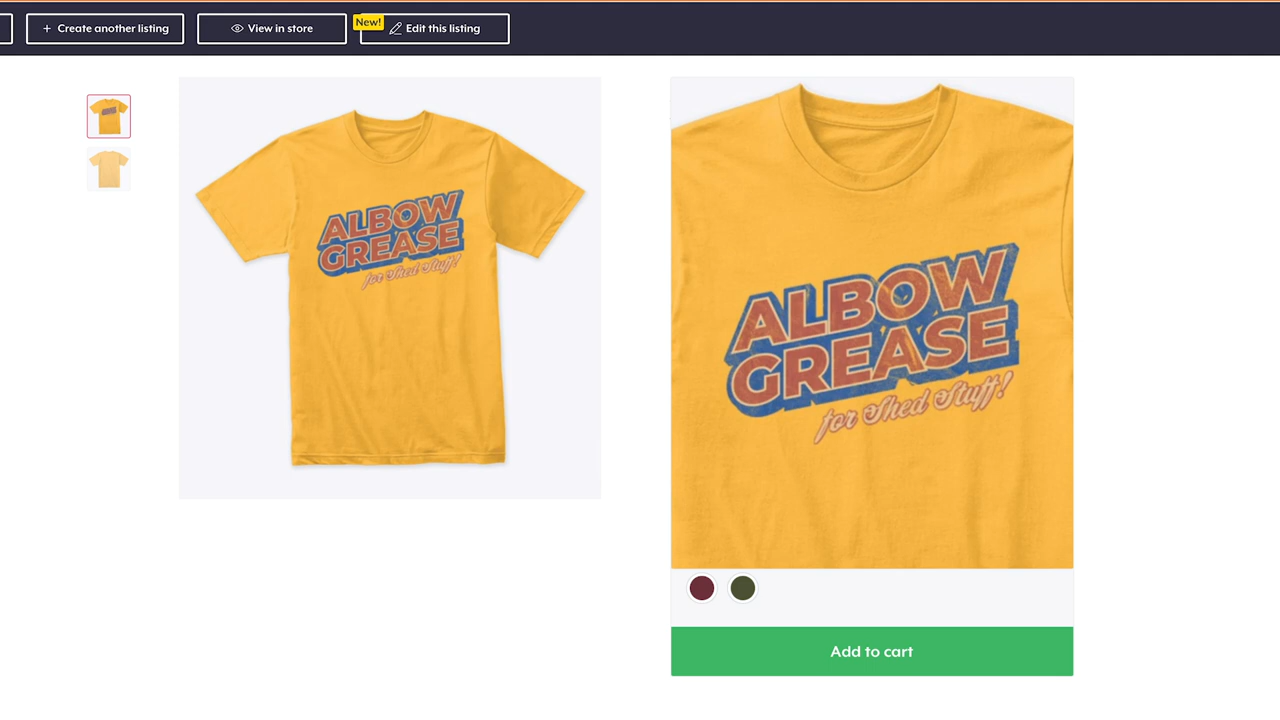 + Create another listing
View in store
New!
Edit this listing
ALBOW
GREASE
for Shed Stuff!
ALBOW
GREASE
for Shed Stuff!
Add to cart